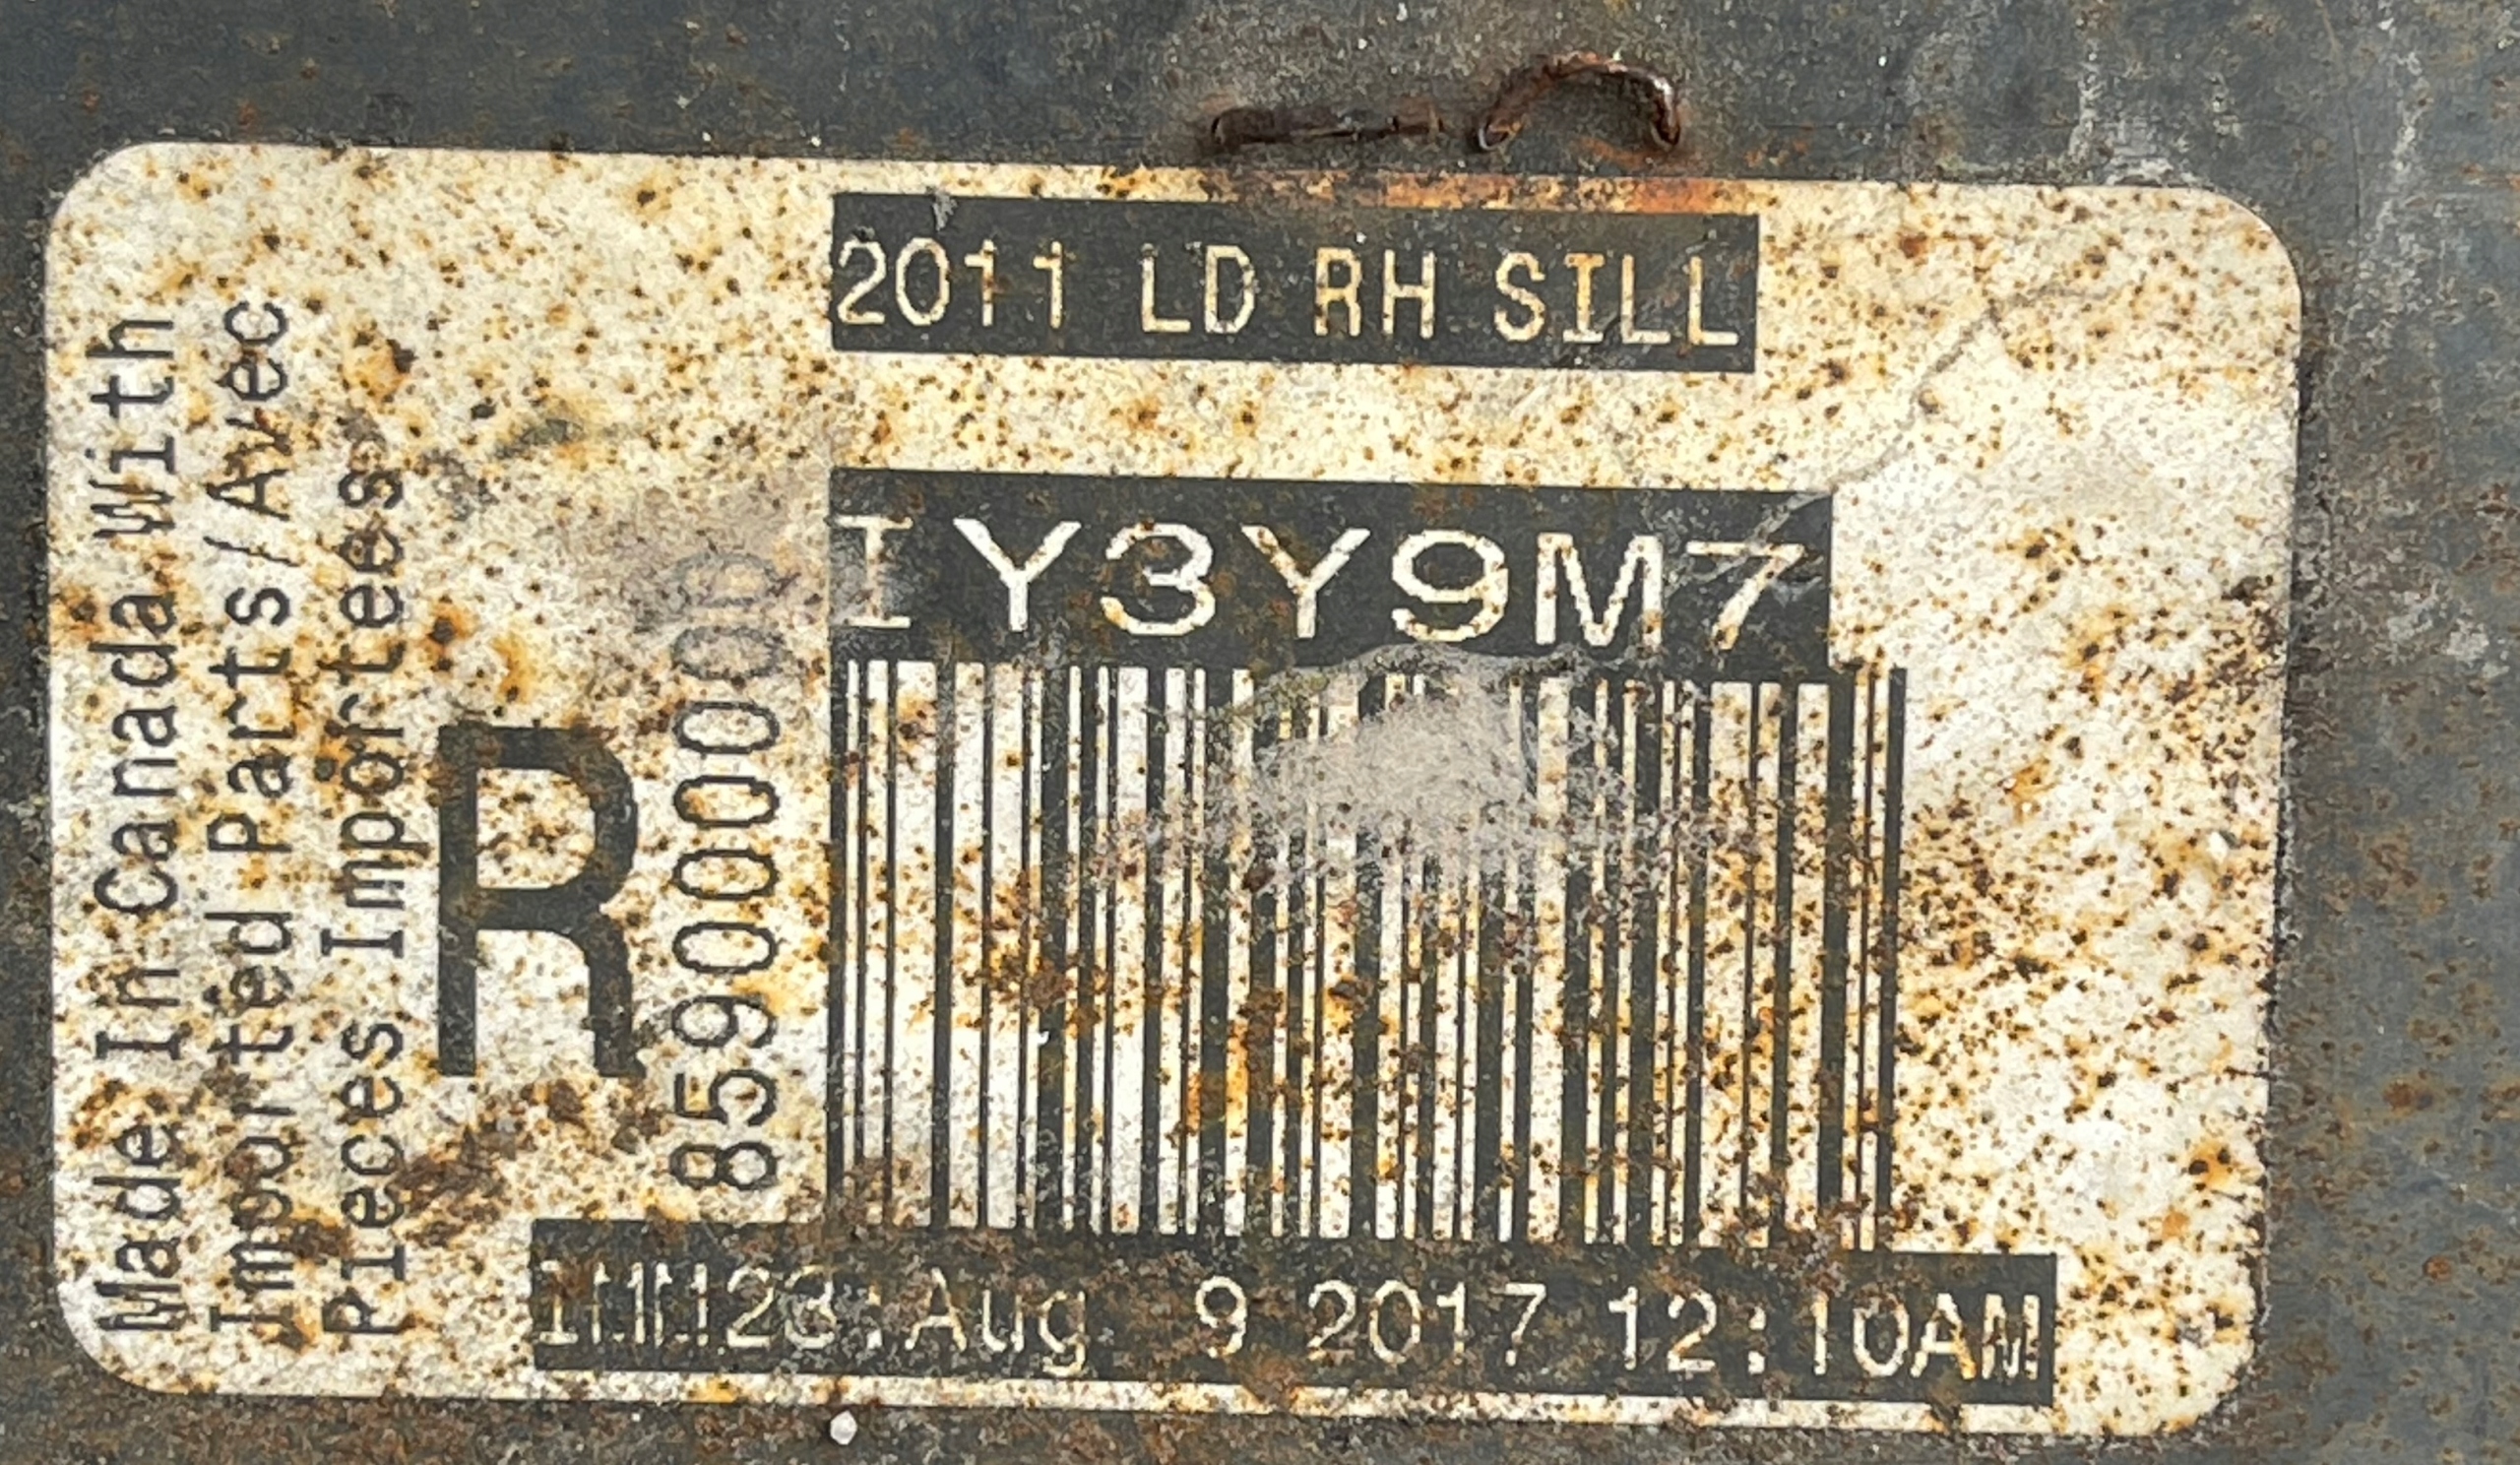 2011 LD RH SILL
IY3Y9M7
Made In Canada With
Imported Parts/Avec
Pieces Importees
R
Aug 9 2017 12:10AM